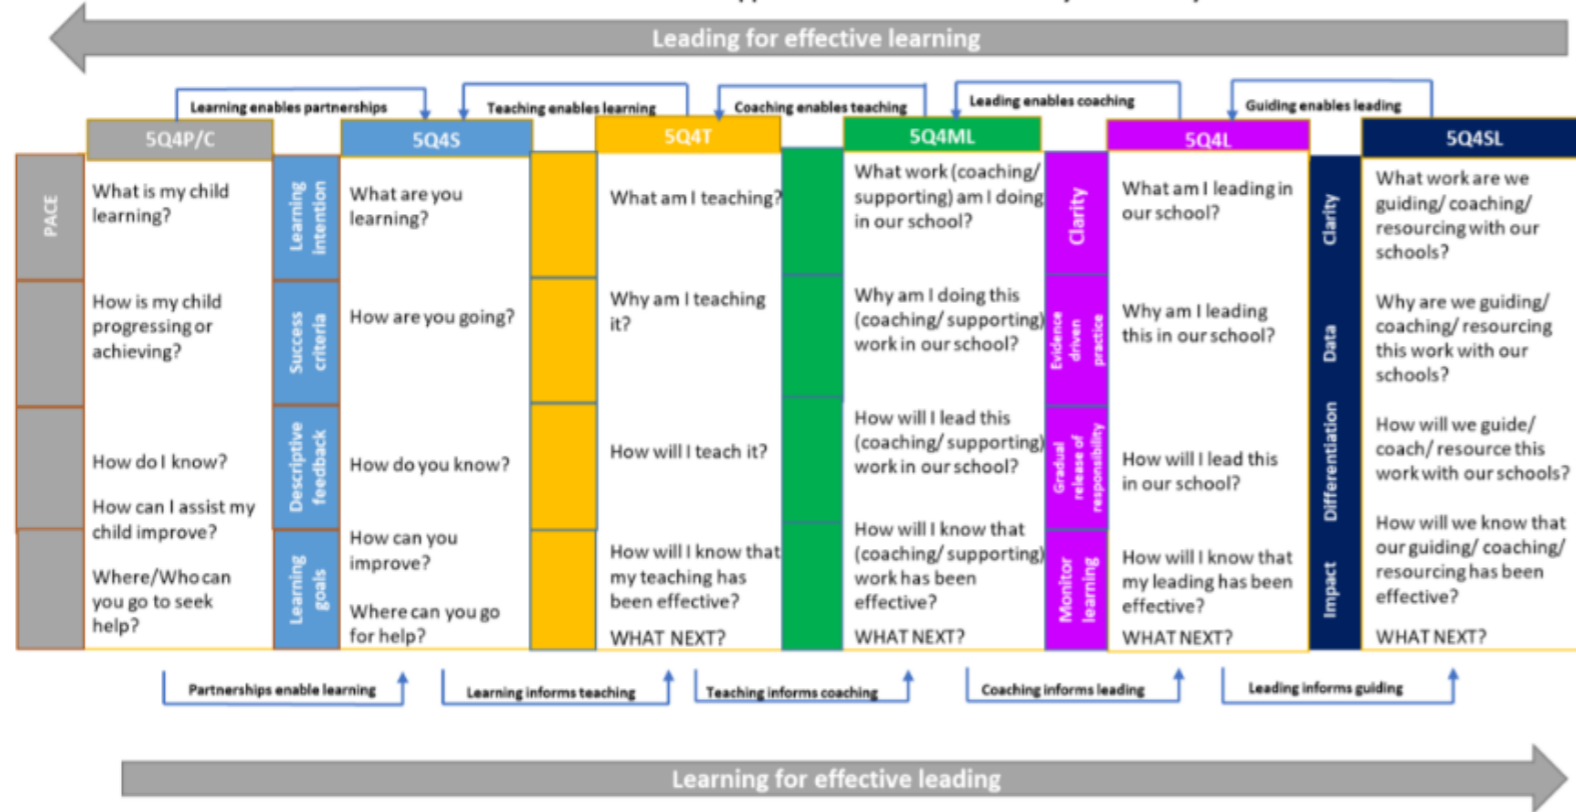 Leading for effective learning
Learning enables partnerships
Teaching enables learning
Coaching enables teaching
Leading enables coaching
Guiding enables leading
5Q4P/C
5Q4S
5Q4T
5Q4ML
5Q4L
5Q4SL
PACE
What is my child
learning?
How is my child
progressing or
achieving?
How do I know?
How can I assist my
child improve?
Where/Who can
you go to seek
help?
Learning
intention
Success
criteria
Descriptive
feedback
Learning
goals
What are you
learning?
How are you going?
How do you know?
How can you
improve?
Where can you go
for help?
What am I teaching?
Why am I teaching
it?
How will I teach it?
How will I know that
my teaching has
been effective?
WHAT NEXT?
What work (coaching/
supporting) am I doing
in our school?
Why am I doing this
(coaching/ supporting)
work in our school?
How will I lead this
(coaching/ supporting)
work in our school?
How will I know that
(coaching/ supporting)
work has been
effective?
WHAT NEXT?
Clarity
Evidence
driven
practice
Gradual
release of
responsibility
Monitor
learning
What am I leading in
our school?
Why am I leading
this in our school?
How will I lead this
in our school?
How will I know that
my leading has been
effective?
WHAT NEXT?
Clarity
Data
Differentiation
Impact
What work are we
guiding/ coaching/
resourcing with our
schools?
Why are we guiding/
coaching/ resourcing
this work with our
schools?
How will we guide/
coach/ resource this
work with our schools?
How will we know that
our guiding/ coaching/
resourcing has been
effective?
WHAT NEXT?
Partnerships enable learning
Learning informs teaching
Teaching informs coaching
Coaching informs leading
Leading informs guiding
Learning for effective leading